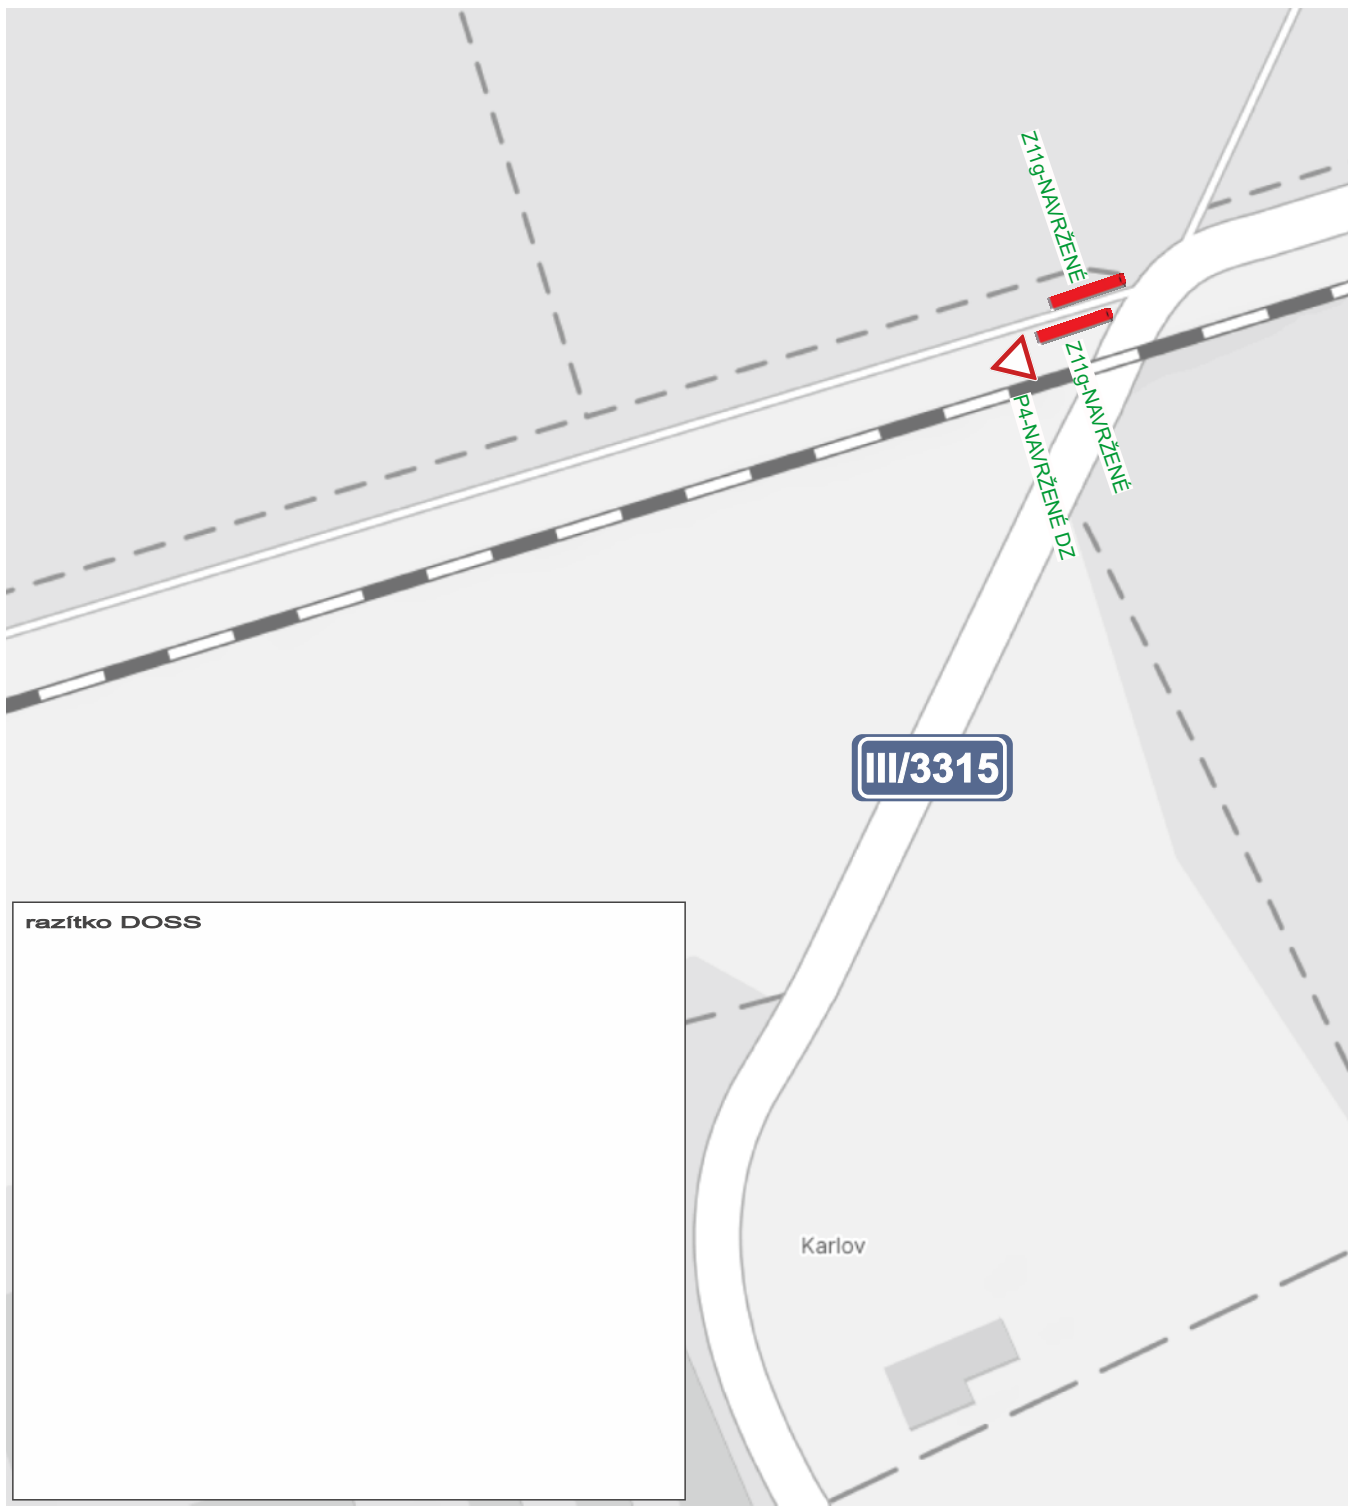 Z11g-NAVRŽENÉ
Z11g-NAVRŽENÉ
P4-NAVRŽENÉ DZ
III/3315
razítko DOSS
Karlov